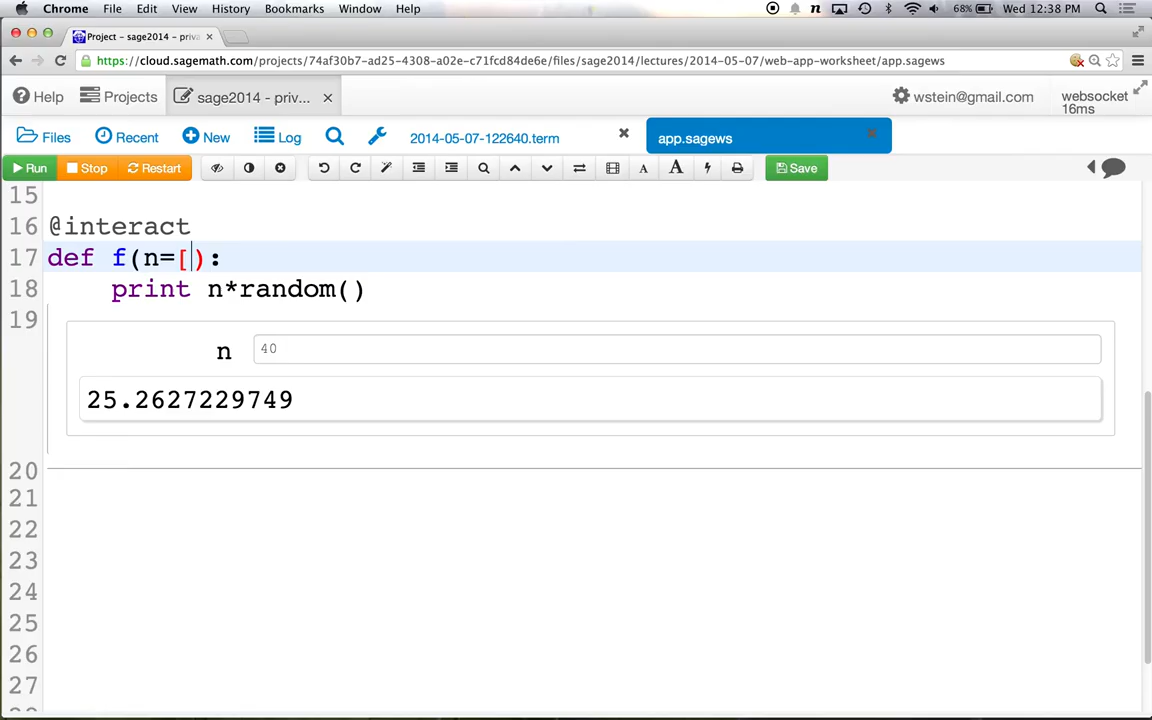 Chrome File Edit View History Bookmarks Window Help 68% Wed 12:38 PM
Project - sage2014 - priva
https://cloud.sagemath.com/projects/74af30b7-ad25-4308-a02e-c71fcd84de6e/files/sage2014/lectures/2014-05-07/web-app-worksheet/app.sagews
Help Projects sage2014 - priv... wstein@gmail.com websocket
16ms
Files Recent New Log 2014-05-07-122640.term app.sagews
Run Stop Restart A A Save
15
16 @interact
17 def f(n=[):
18 print n*random()
19
n 40
25.2627229749
20
21
22
23
24
25
26
27